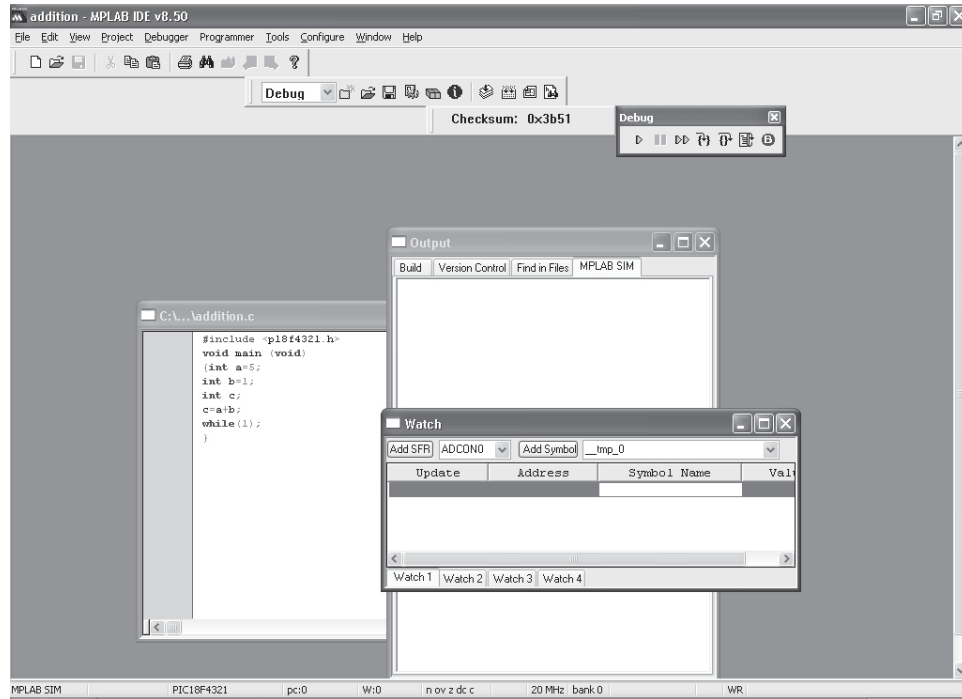 addition - MPLAB IDE v8.50
File Edit View Project Debugger Programmer Tools Configure Window Help
Debug
Checksum: 0x3b51
Debug
Output
Build Version Control Find in Files MPLAB SIM
C:\...\addition.c
#include <p18f4321.h>
void main (void)
{int a=5;
int b=1;
int c;
c=a+b;
while(1);
}
Watch
Add SFR ADCON0 Add Symbol __tmp_0
Update Address Symbol Name Val
Watch 1 Watch 2 Watch 3 Watch 4
MPLAB SIM PIC18F4321 pc:0 W:0 n ov z dc c 20 MHz bank 0 WR